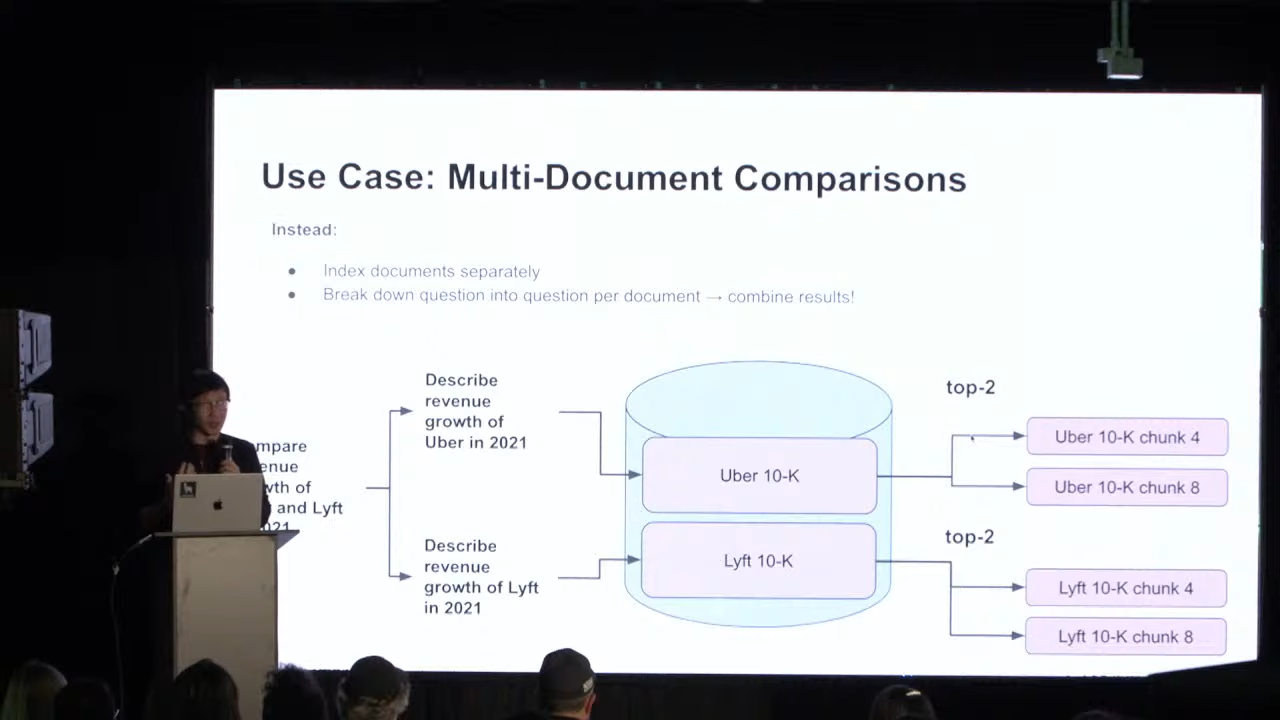 Use Case: Multi-Document Comparisons
Instead:
● Index documents separately
● Break down question into question per document → combine results!
and Lyft
Describe
revenue
growth of
Uber in 2021
Describe
revenue
growth of Lyft
in 2021
Uber 10-K
Lyft 10-K
top-2
Uber 10-K chunk 4
Uber 10-K chunk 8
top-2
Lyft 10-K chunk 4
Lyft 10-K chunk 8